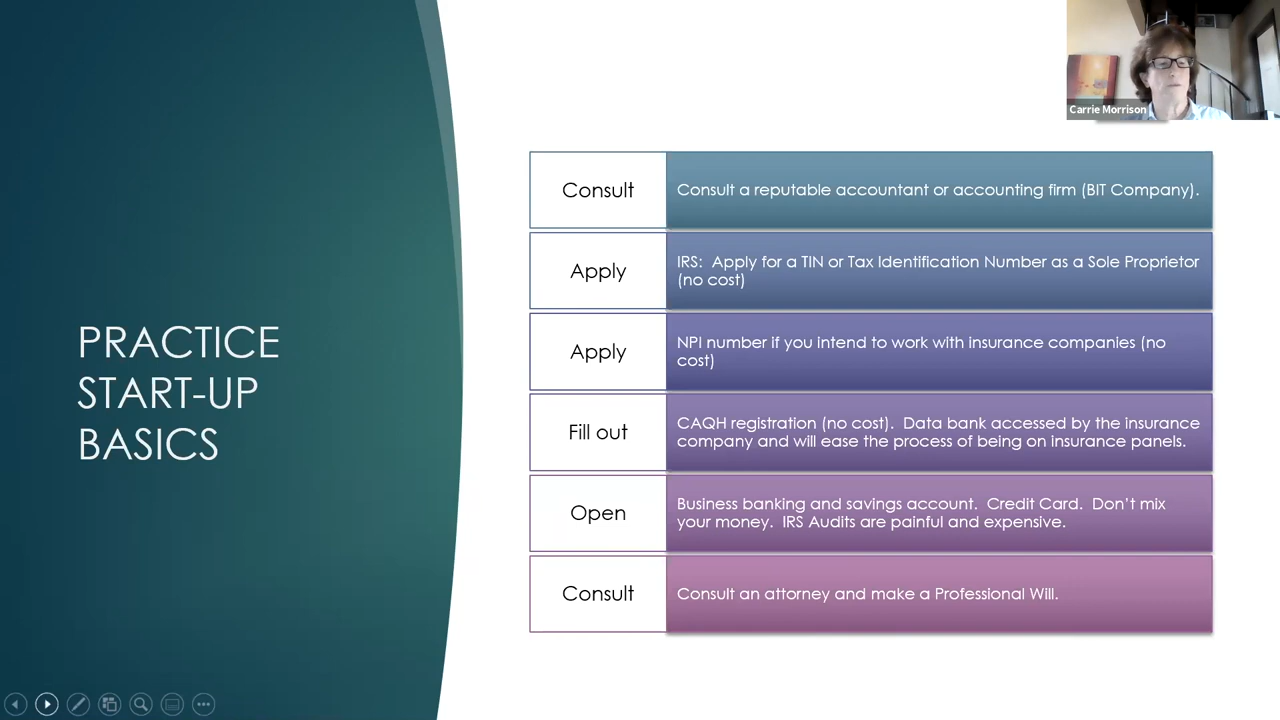 Carrie Morrison
PRACTICE
START-UP
BASICS
Consult
Consult a reputable accountant or accounting firm (BIT Company).
Apply
IRS:  Apply for a TIN or Tax Identification Number as a Sole Proprietor
(no cost)
Apply
NPI number if you intend to work with insurance companies (no
cost)
Fill out
CAQH registration (no cost).  Data bank accessed by the insurance
company and will ease the process of being on insurance panels.
Open
Business banking and savings account.  Credit Card.  Don’t mix
your money.  IRS Audits are painful and expensive.
Consult
Consult an attorney and make a Professional Will.